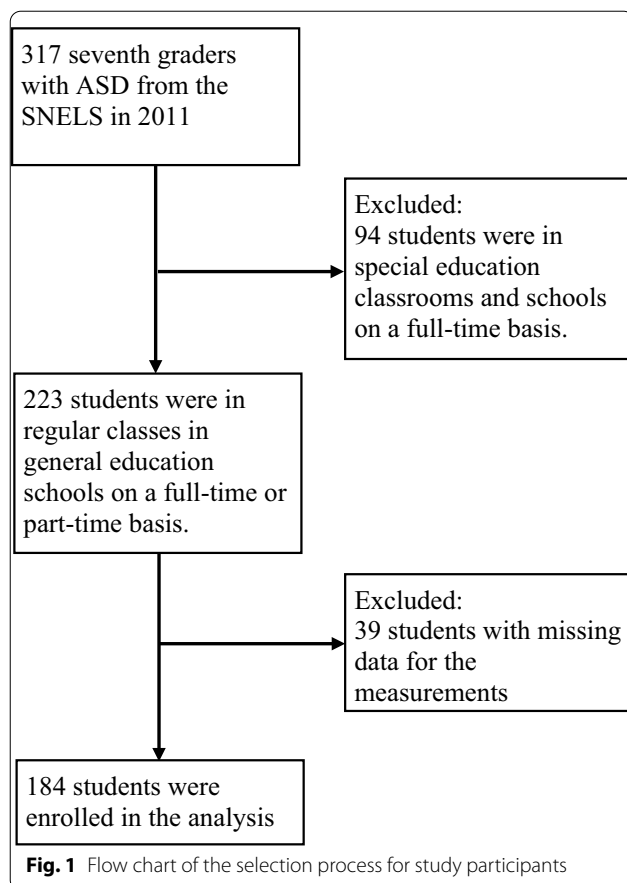 317 seventh graders
with ASD from the
SNELS in 2011
Excluded:
94 students were in
special education
classrooms and schools
on a full-time basis.
223 students were in
regular classes in
general education
schools on a full-time or
part-time basis.
Excluded:
39 students with missing
data for the
measurements
184 students were
enrolled in the analysis
Fig. 1 Flow chart of the selection process for study participants